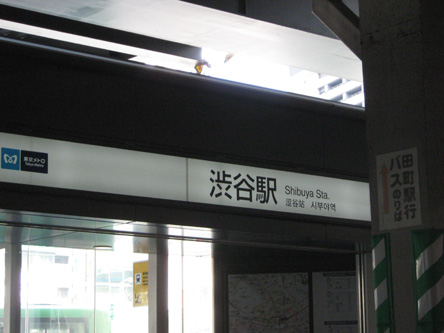 東京メトロ
Tokyo Metro
渋谷駅
Shibuya Sta.
涩谷站 시부야역
田町駅行
バスのりば